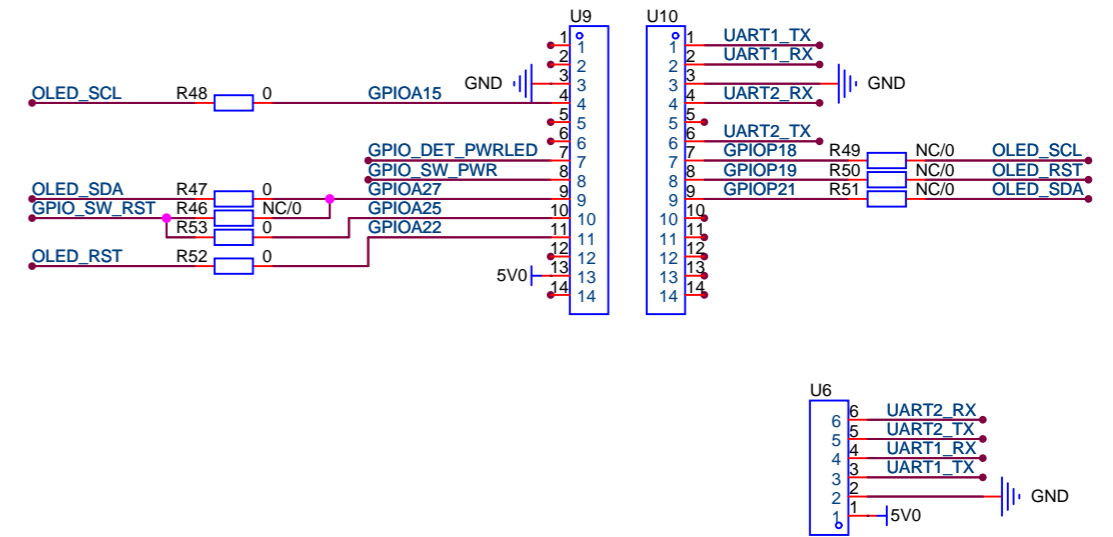 U9 U10
1 1 1 1 UART1_TX
2 2 2 2 UART1_RX
GND 3 3 3 3 GND
OLED_SCL R48 0 GPIOA15 4 4 4 4 UART2_RX
5 5 5 5
6 6 6 6 UART2_TX
GPIO_DET_PWRLED 7 7 7 7 GPIOP18 R49 NC/0 OLED_SCL
GPIO_SW_PWR 8 8 8 8 GPIOP19 R50 NC/0 OLED_RST
OLED_SDA R47 0 GPIOA27 9 9 9 9 GPIOP21 R51 NC/0 OLED_SDA
GPIO_SW_RST R46 NC/0 GPIOA25 10 10 10 10
R53 0 GPIOA22 11 11 11 11
OLED_RST R52 0 12 12 12 12
5V0 13 13 13 13
14 14 14 14
U6
6 6 UART2_RX
5 5 UART2_TX
4 4 UART1_RX
3 3 UART1_TX
2 2 GND
1 1 5V0